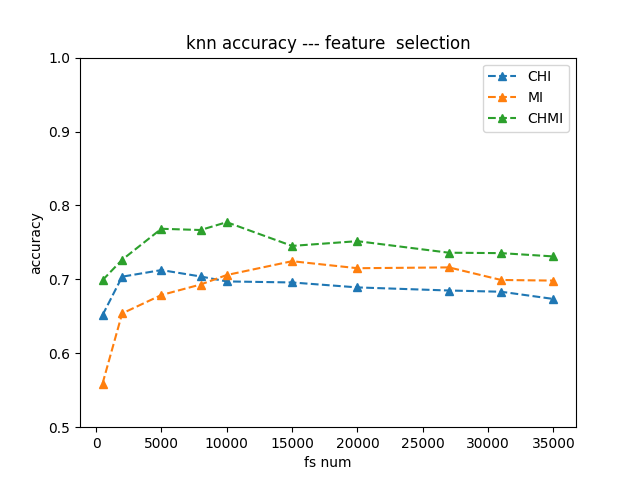 knn accuracy --- feature  selection
CHI
MI
CHMI
accuracy
1.0
0.9
0.8
0.7
0.6
0.5
0 5000 10000 15000 20000 25000 30000 35000
fs num